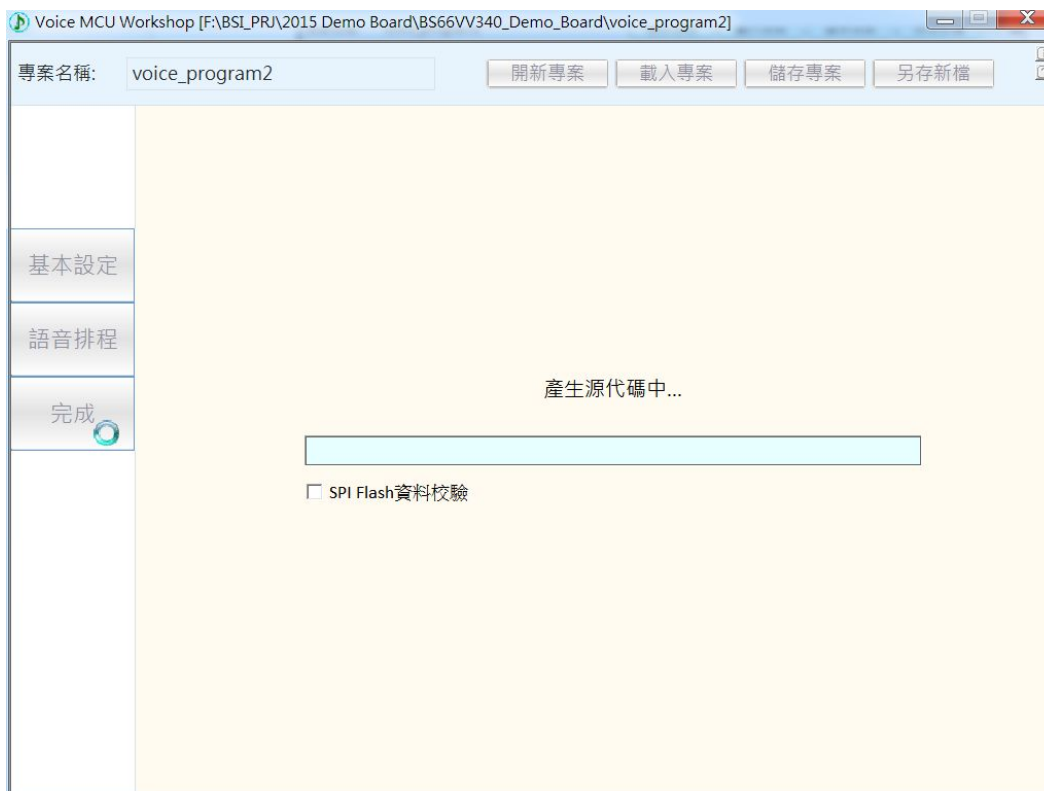 Voice MCU Workshop [F:\BSI_PRJ\2015 Demo Board\BS66VV340_Demo_Board\voice_program2]
專案名稱: voice_program2 開新專案 載入專案 儲存專案 另存新檔
基本設定
語音排程
產生源代碼中...
完成
SPI Flash資料校驗